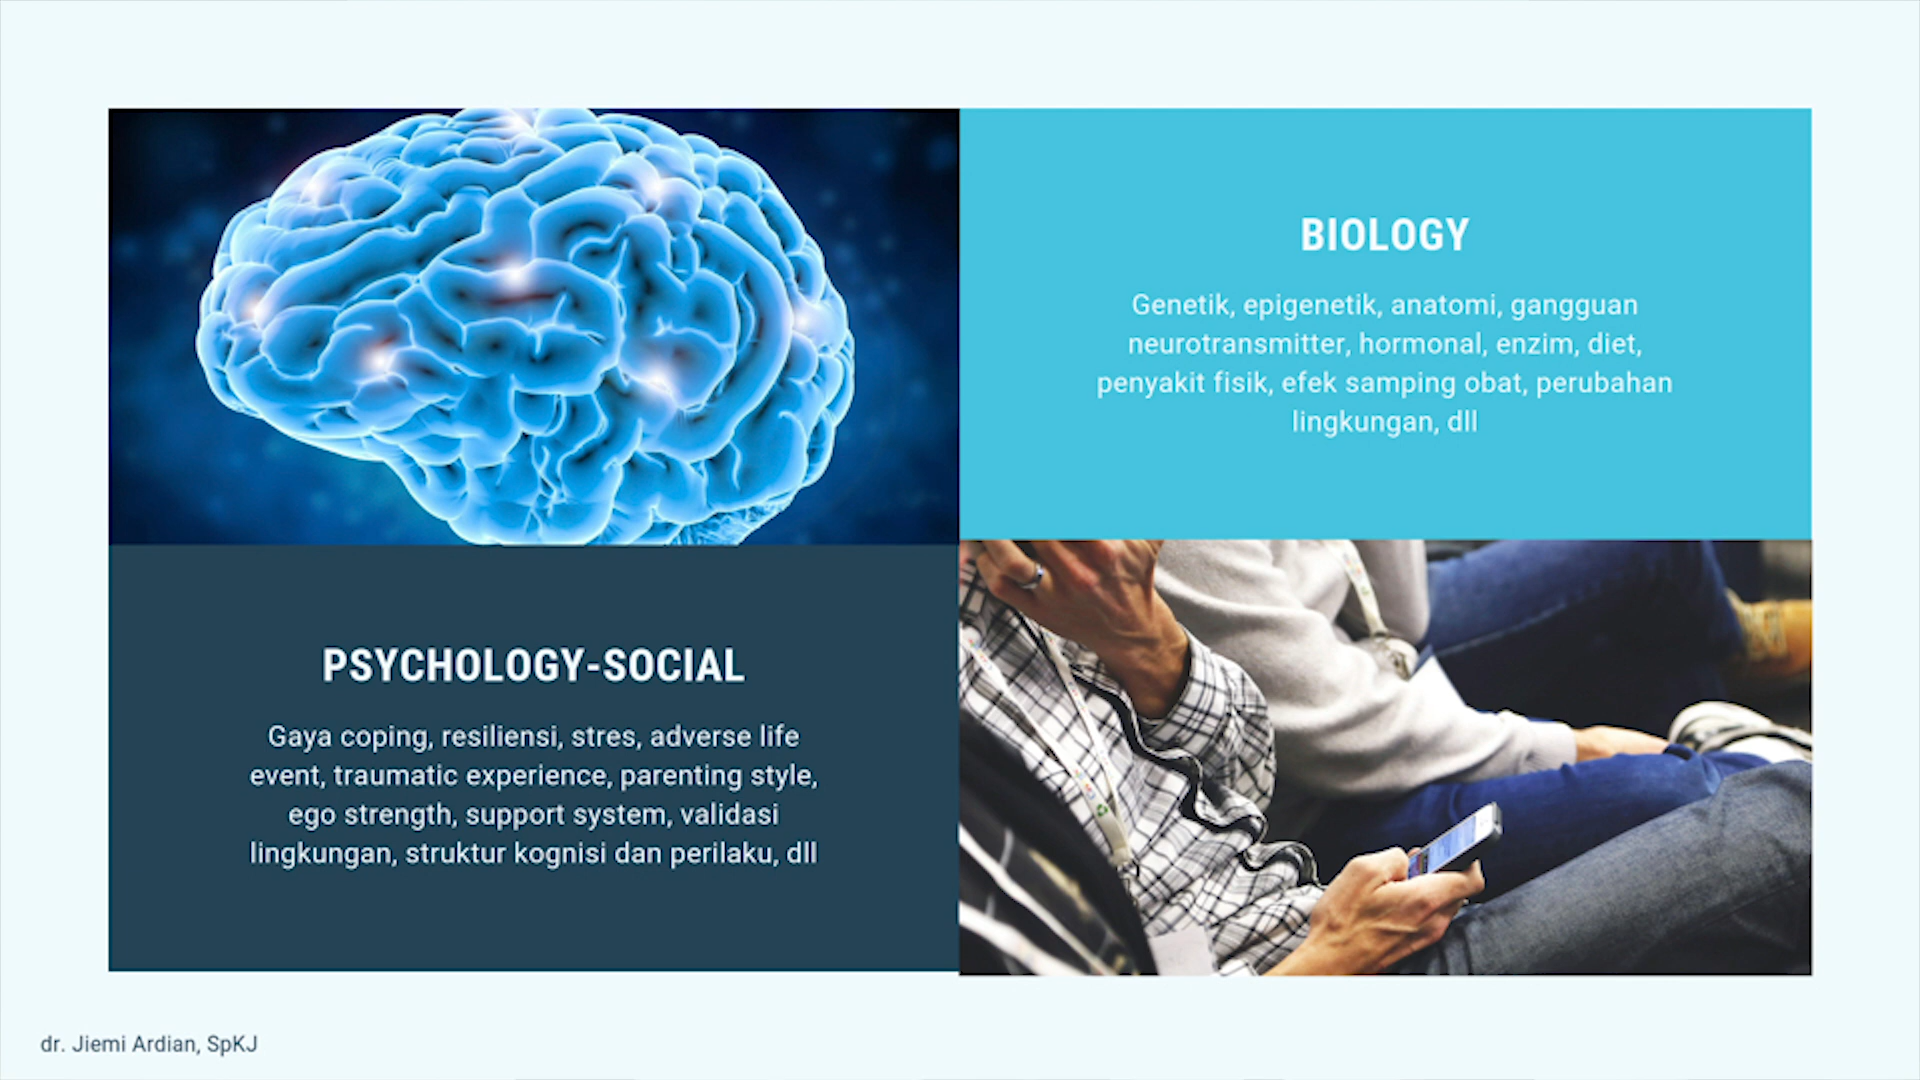 BIOLOGY
Genetik, epigenetik, anatomi, gangguan
neurotransmitter, hormonal, enzim, diet,
penyakit fisik, efek samping obat, perubahan
lingkungan, dll
PSYCHOLOGY-SOCIAL
Gaya coping, resiliensi, stres, adverse life
event, traumatic experience, parenting style,
ego strength, support system, validasi
lingkungan, struktur kognisi dan perilaku, dll
dr. Jiemi Ardian, SpKJ